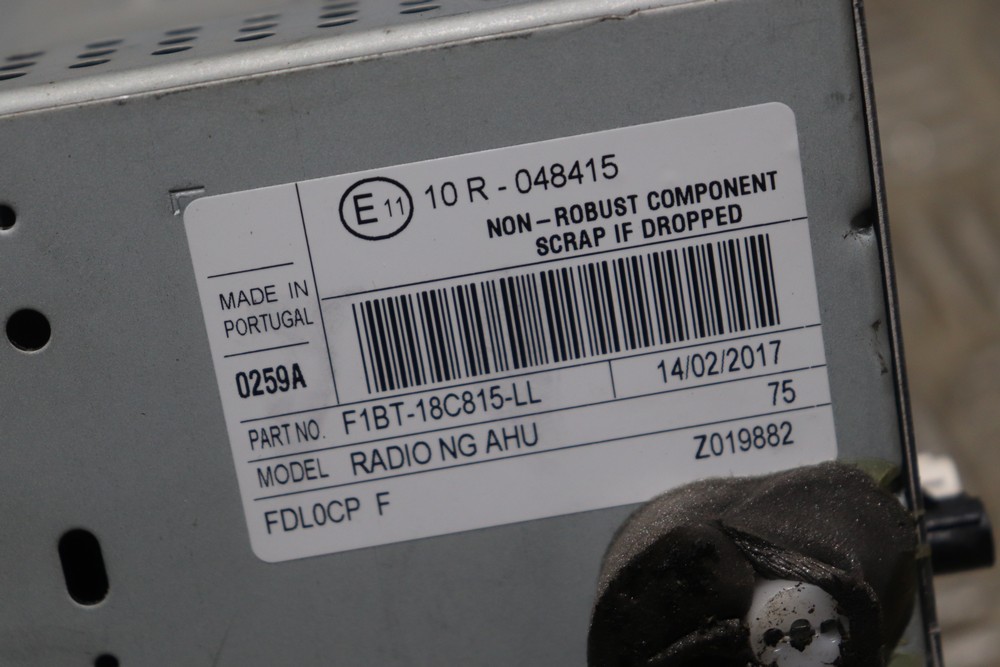 E 11 10 R - 048415
NON-ROBUST COMPONENT
SCRAP IF DROPPED
MADE IN
PORTUGAL
0259A
PART NO. F1BT-18C815-LL 14/02/2017
MODEL RADIO NG AHU 75
FDL0CP F Z019882